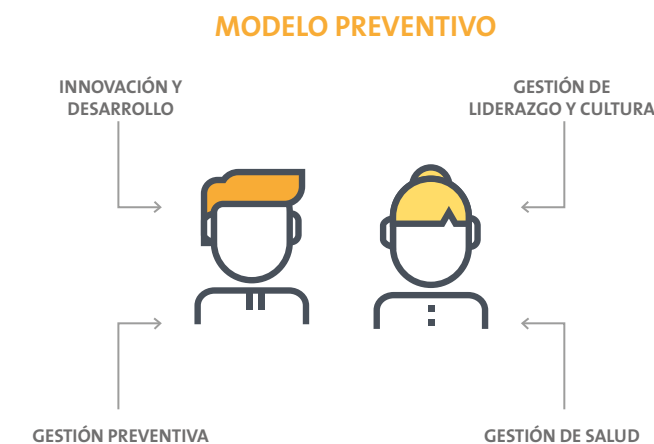 MODELO PREVENTIVO
INNOVACIÓN Y
DESARROLLO
GESTIÓN DE
LIDERAZGO Y CULTURA
GESTIÓN PREVENTIVA
GESTIÓN DE SALUD